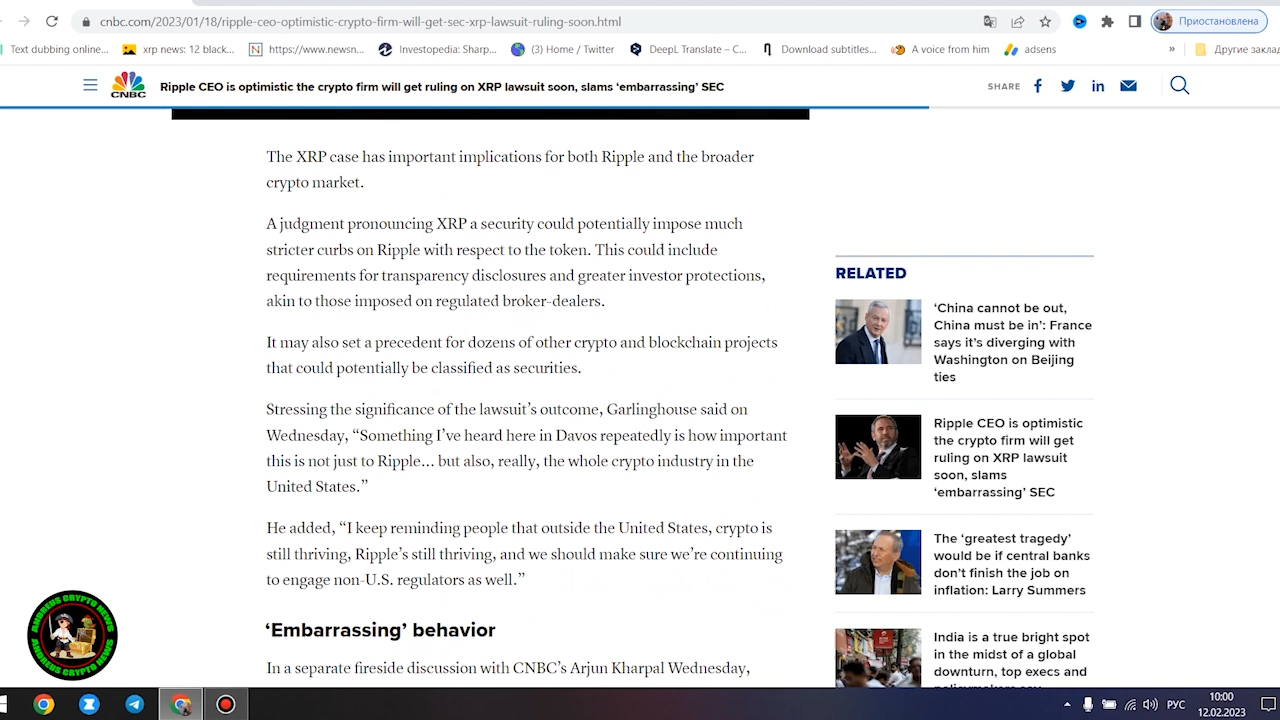 cnbc.com/2023/01/18/ripple-ceo-optimistic-crypto-firm-will-get-sec-xrp-lawsuit-ruling-soon.html
Приостановлена
Text dubbing online...
xrp news: 12 black...
https://www.newsn...
Investopedia: Sharp...
(3) Home / Twitter
DeepL Translate – C...
Download subtitles...
A voice from him
adsens
»
Другие закла
CNBC
Ripple CEO is optimistic the crypto firm will get ruling on XRP lawsuit soon, slams ‘embarrassing’ SEC
SHARE
The XRP case has important implications for both Ripple and the broader
crypto market.
A judgment pronouncing XRP a security could potentially impose much
stricter curbs on Ripple with respect to the token. This could include
requirements for transparency disclosures and greater investor protections,
akin to those imposed on regulated broker-dealers.
It may also set a precedent for dozens of other crypto and blockchain projects
that could potentially be classified as securities.
Stressing the significance of the lawsuit’s outcome, Garlinghouse said on
Wednesday, “Something I’ve heard here in Davos repeatedly is how important
this is not just to Ripple… but also, really, the whole crypto industry in the
United States.”
He added, “I keep reminding people that outside the United States, crypto is
still thriving, Ripple’s still thriving, and we should make sure we’re continuing
to engage non-U.S. regulators as well.”
‘Embarrassing’ behavior
In a separate fireside discussion with CNBC’s Arjun Kharpal Wednesday,
RELATED
‘China cannot be out,
China must be in’: France
says it’s diverging with
Washington on Beijing
ties
Ripple CEO is optimistic
the crypto firm will get
ruling on XRP lawsuit
soon, slams
‘embarrassing’ SEC
The ‘greatest tragedy’
would be if central banks
don’t finish the job on
inflation: Larry Summers
India is a true bright spot
in the midst of a global
downturn, top execs and
policymakers say
ANDREUS CRYPTO NEWS
ANDREUS CRYPTO NEWS
РУС
10:00
12.02.2023